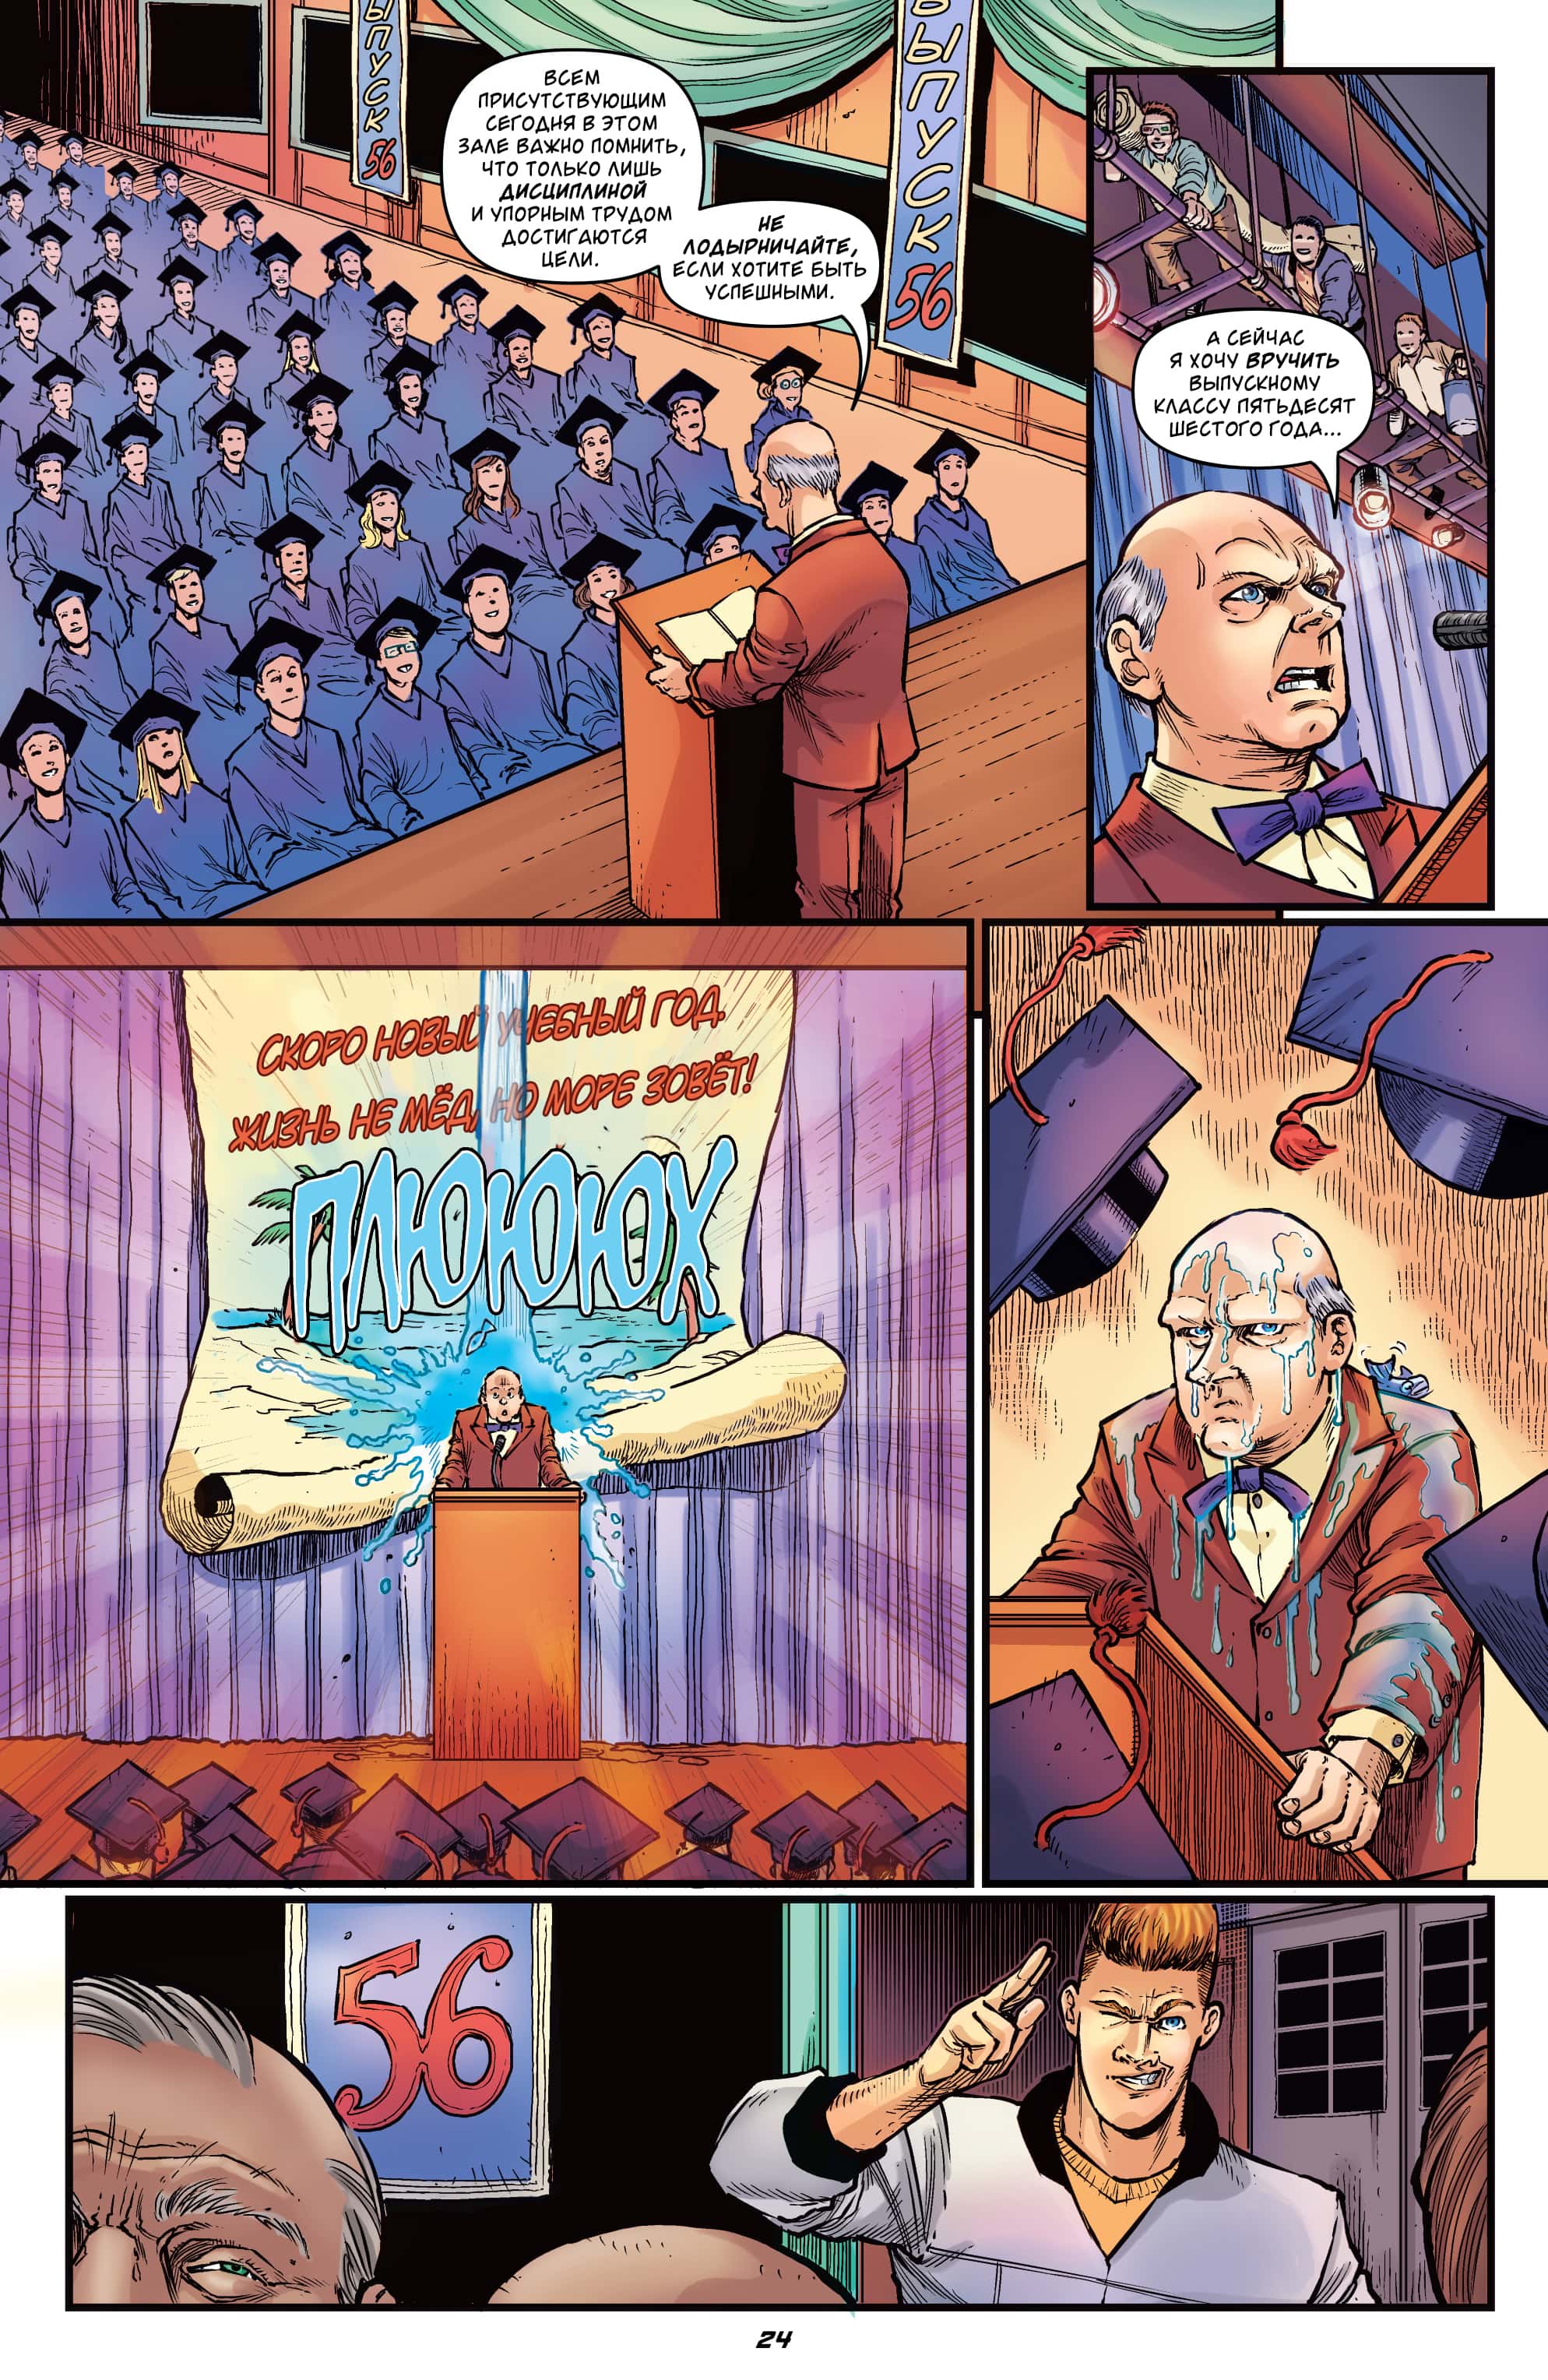 ВЫПУСК 56
ВЫПУСК 56
ВСЕМ
ПРИСУТСТВУЮЩИМ
СЕГОДНЯ В ЭТОМ
ЗАЛЕ ВАЖНО ПОМНИТЬ,
ЧТО ТОЛЬКО ЛИШЬ
ДИСЦИПЛИНОЙ
И УПОРНЫМ ТРУДОМ
ДОСТИГАЮТСЯ
ЦЕЛИ.
НЕ
ЛОДЫРНИЧАЙТЕ,
ЕСЛИ ХОТИТЕ БЫТЬ
УСПЕШНЫМИ.
А СЕЙЧАС
Я ХОЧУ ВРУЧИТЬ
ВЫПУСКНОМУ
КЛАССУ ПЯТЬДЕСЯТ
ШЕСТОГО ГОДА...
СКОРО НОВЫЙ УЧЕБНЫЙ ГОД.
ЖИЗНЬ НЕ МЁД, НО МОРЕ ЗОВЁТ!
ПЛЮЮЮХ
56
24